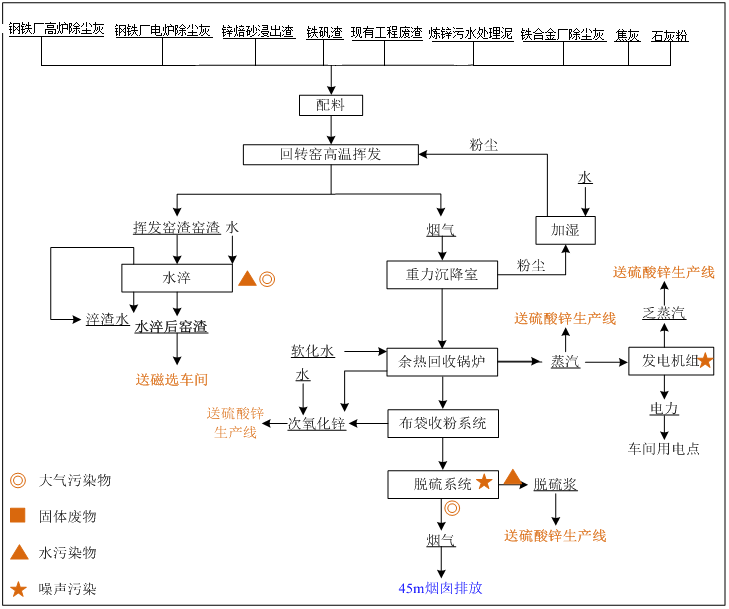 钢铁厂高炉除尘灰
钢铁厂电炉除尘灰
锌焙砂浸出渣
铁矾渣
现有工程废渣
炼锌污水处理泥
铁合金厂除尘灰
焦灰
石灰粉
配料
回转窑高温挥发
粉尘
水
挥发窑渣窑渣
水
烟气
加湿
水淬
重力沉降室
粉尘
送硫酸锌生产线
淬渣水
水淬后窑渣
送硫酸锌生产线
乏蒸汽
软化水
余热回收锅炉
蒸汽
发电机组
送磁选车间
水
电力
送硫酸锌
生产线
次氧化锌
布袋收粉系统
车间用电点
大气污染物
脱硫系统
脱硫浆
固体废物
送硫酸锌生产线
烟气
水污染物
噪声污染
45m烟囱排放